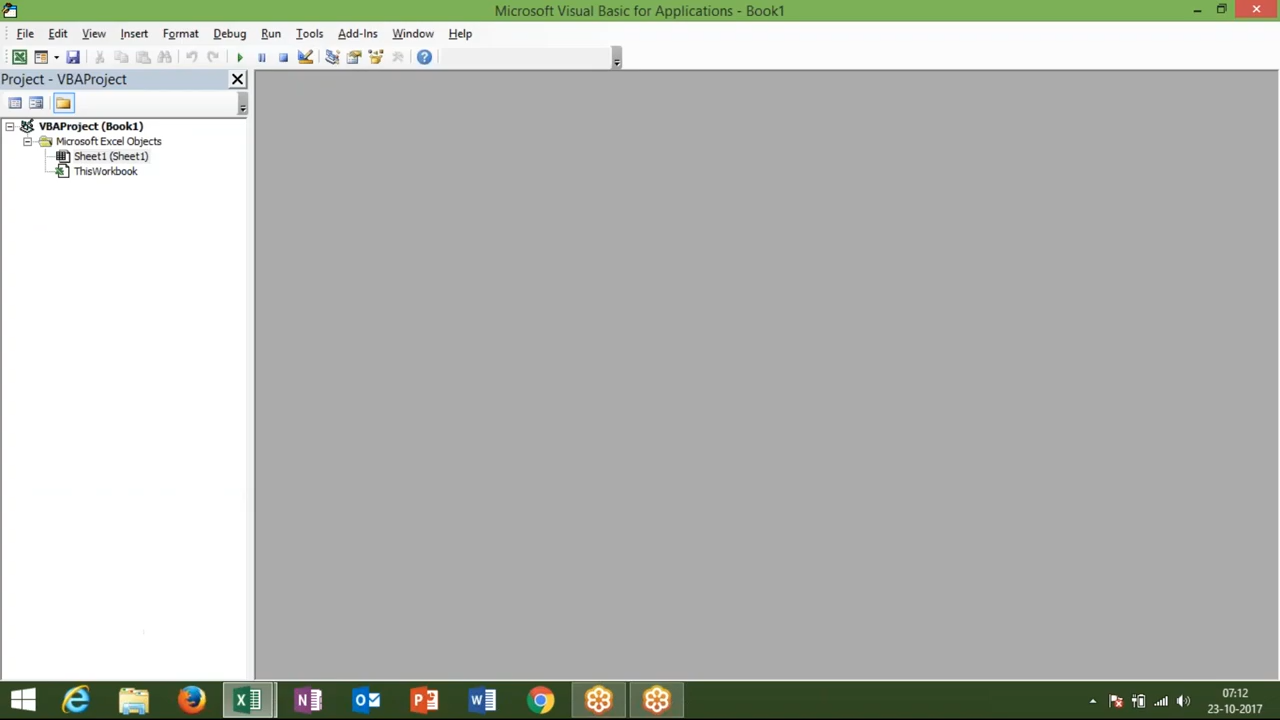 Microsoft Visual Basic for Applications - Book1
File Edit View Insert Format Debug Run Tools Add-Ins Window Help
Project - VBAProject
VBAProject (Book1)
Microsoft Excel Objects
Sheet1 (Sheet1)
ThisWorkbook
07:12
23-10-2017